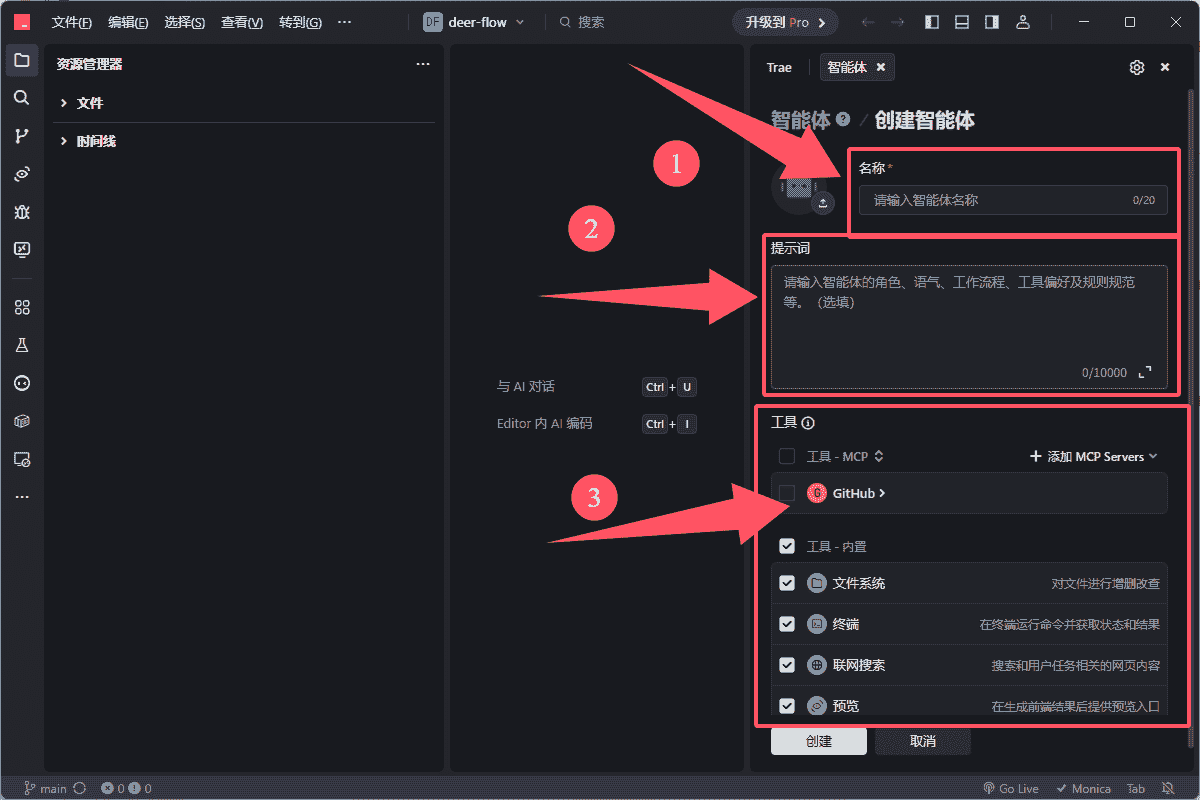 文件(F) 编辑(E) 选择(S) 查看(V) 转到(G) ··· DF deer-flow 搜索 升级到 Pro
资源管理器 ···
文件
时间线
与 AI 对话 Ctrl + U
Editor 内 AI 编码 Ctrl + I
1
2
3
Trae 智能体
智能体 / 创建智能体
名称*
请输入智能体名称 0/20
提示词
请输入智能体的角色、语气、工作流程、工具偏好及规则规范
等。（选填）
0/10000
工具
工具 - MCP 添加 MCP Servers
G GitHub
工具 - 内置
文件系统 对文件进行增删改查
终端 在终端运行命令并获取状态和结果
联网搜索 搜索和用户任务相关的网页内容
预览 在生成前端结果后提供预览入口
创建 取消
main 0 0 Go Live Monica Tab